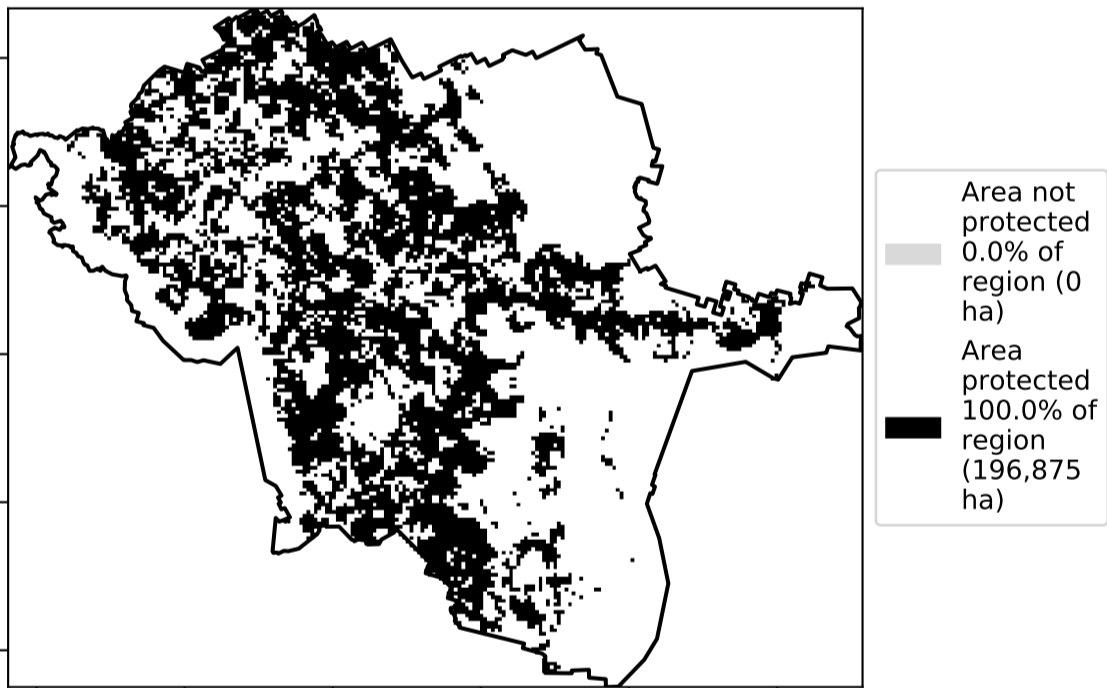 Area not
protected
0.0% of
region (0
ha)
Area
protected
100.0% of
region
(196,875
ha)